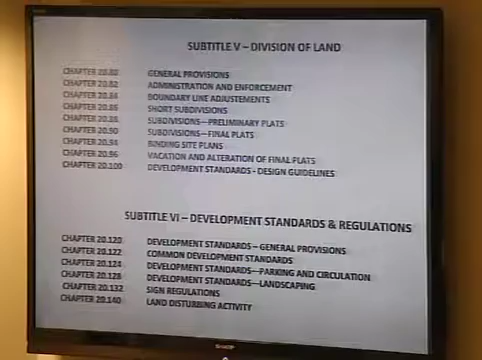 SUBTITLE V – DIVISION OF LAND
CHAPTER 20.80 GENERAL PROVISIONS
CHAPTER 20.82 ADMINISTRATION AND ENFORCEMENT
CHAPTER 20.84 BOUNDARY LINE ADJUSTEMENTS
CHAPTER 20.86 SHORT SUBDIVISIONS
CHAPTER 20.88 SUBDIVISIONS—PRELIMINARY PLATS
CHAPTER 20.90 SUBDIVISIONS—FINAL PLATS
CHAPTER 20.94 BINDING SITE PLANS
CHAPTER 20.96 VACATION AND ALTERATION OF FINAL PLATS
CHAPTER 20.100 DEVELOPMENT STANDARDS - DESIGN GUIDELINES
SUBTITLE VI – DEVELOPMENT STANDARDS & REGULATIONS
CHAPTER 20.120 DEVELOPMENT STANDARDS – GENERAL PROVISIONS
CHAPTER 20.122 COMMON DEVELOPMENT STANDARDS
CHAPTER 20.124 DEVELOPMENT STANDARDS—PARKING AND CIRCULATION
CHAPTER 20.128 DEVELOPMENT STANDARDS—LANDSCAPING
CHAPTER 20.132 SIGN REGULATIONS
CHAPTER 20.140 LAND DISTURBING ACTIVITY
SHARP